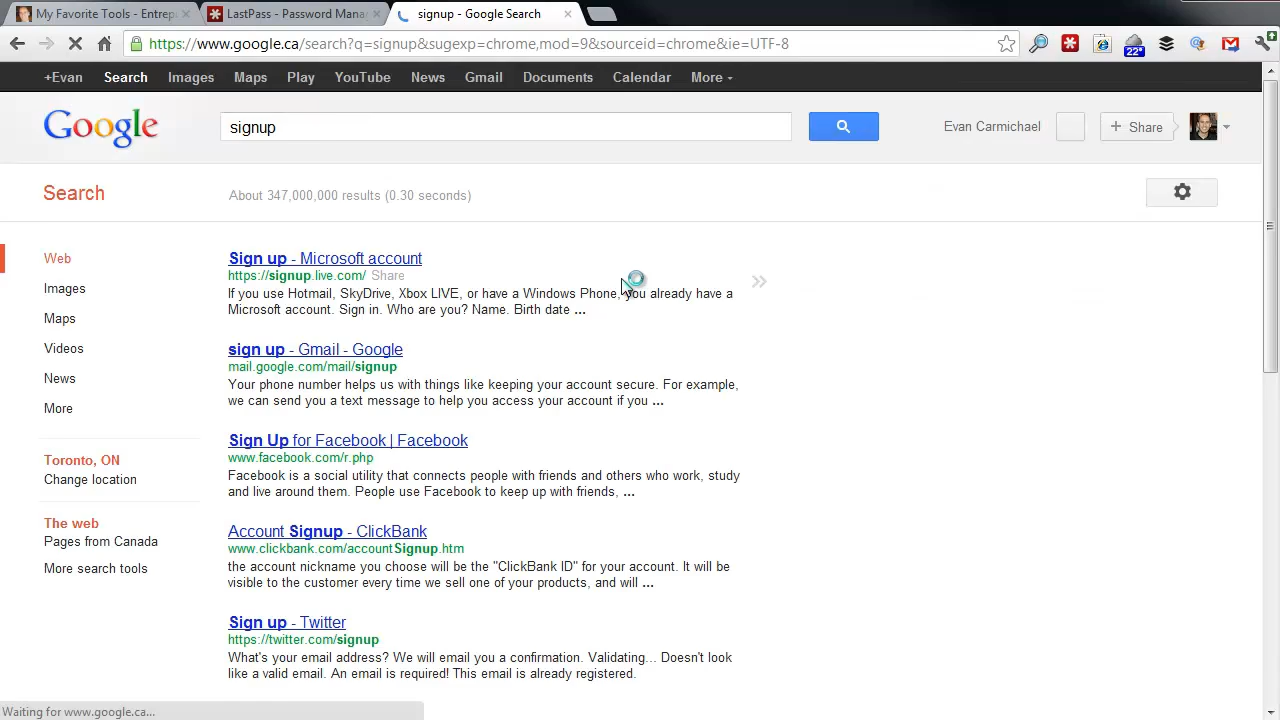 My Favorite Tools - Entrep
LastPass - Password Mana
signup - Google Search
https://www.google.ca/search?q=signup&sugexp=chrome,mod=9&sourceid=chrome&ie=UTF-8
22°
+Evan Search Images Maps Play YouTube News Gmail Documents Calendar More
Google
signup
Evan Carmichael
+ Share
Search
About 347,000,000 results (0.30 seconds)
Web
Images
Maps
Videos
News
More
Toronto, ON
Change location
The web
Pages from Canada
More search tools
Sign up - Microsoft account
https://signup.live.com/ Share
If you use Hotmail, SkyDrive, Xbox LIVE, or have a Windows Phone, you already have a
Microsoft account. Sign in. Who are you? Name. Birth date ...
sign up - Gmail - Google
mail.google.com/mail/signup
Your phone number helps us with things like keeping your account secure. For example,
we can send you a text message to help you access your account if you ...
Sign Up for Facebook | Facebook
www.facebook.com/r.php
Facebook is a social utility that connects people with friends and others who work, study
and live around them. People use Facebook to keep up with friends, ...
Account Signup - ClickBank
www.clickbank.com/accountSignup.htm
the account nickname you choose will be the "ClickBank ID" for your account. It will be
visible to the customer every time we sell one of your products, and will ...
Sign up - Twitter
https://twitter.com/signup
What's your email address? We will email you a confirmation. Validating... Doesn't look
like a valid email. An email is required! This email is already registered.
Waiting for www.google.ca...